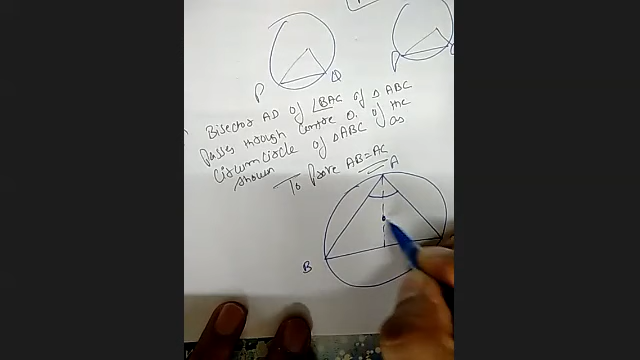 P Q
P
Bisector AD of ∠BAC of Δ ABC
Passes through centre O. of the
Circumcircle of ΔABC as
shown
To Prove AB=AC
A
B